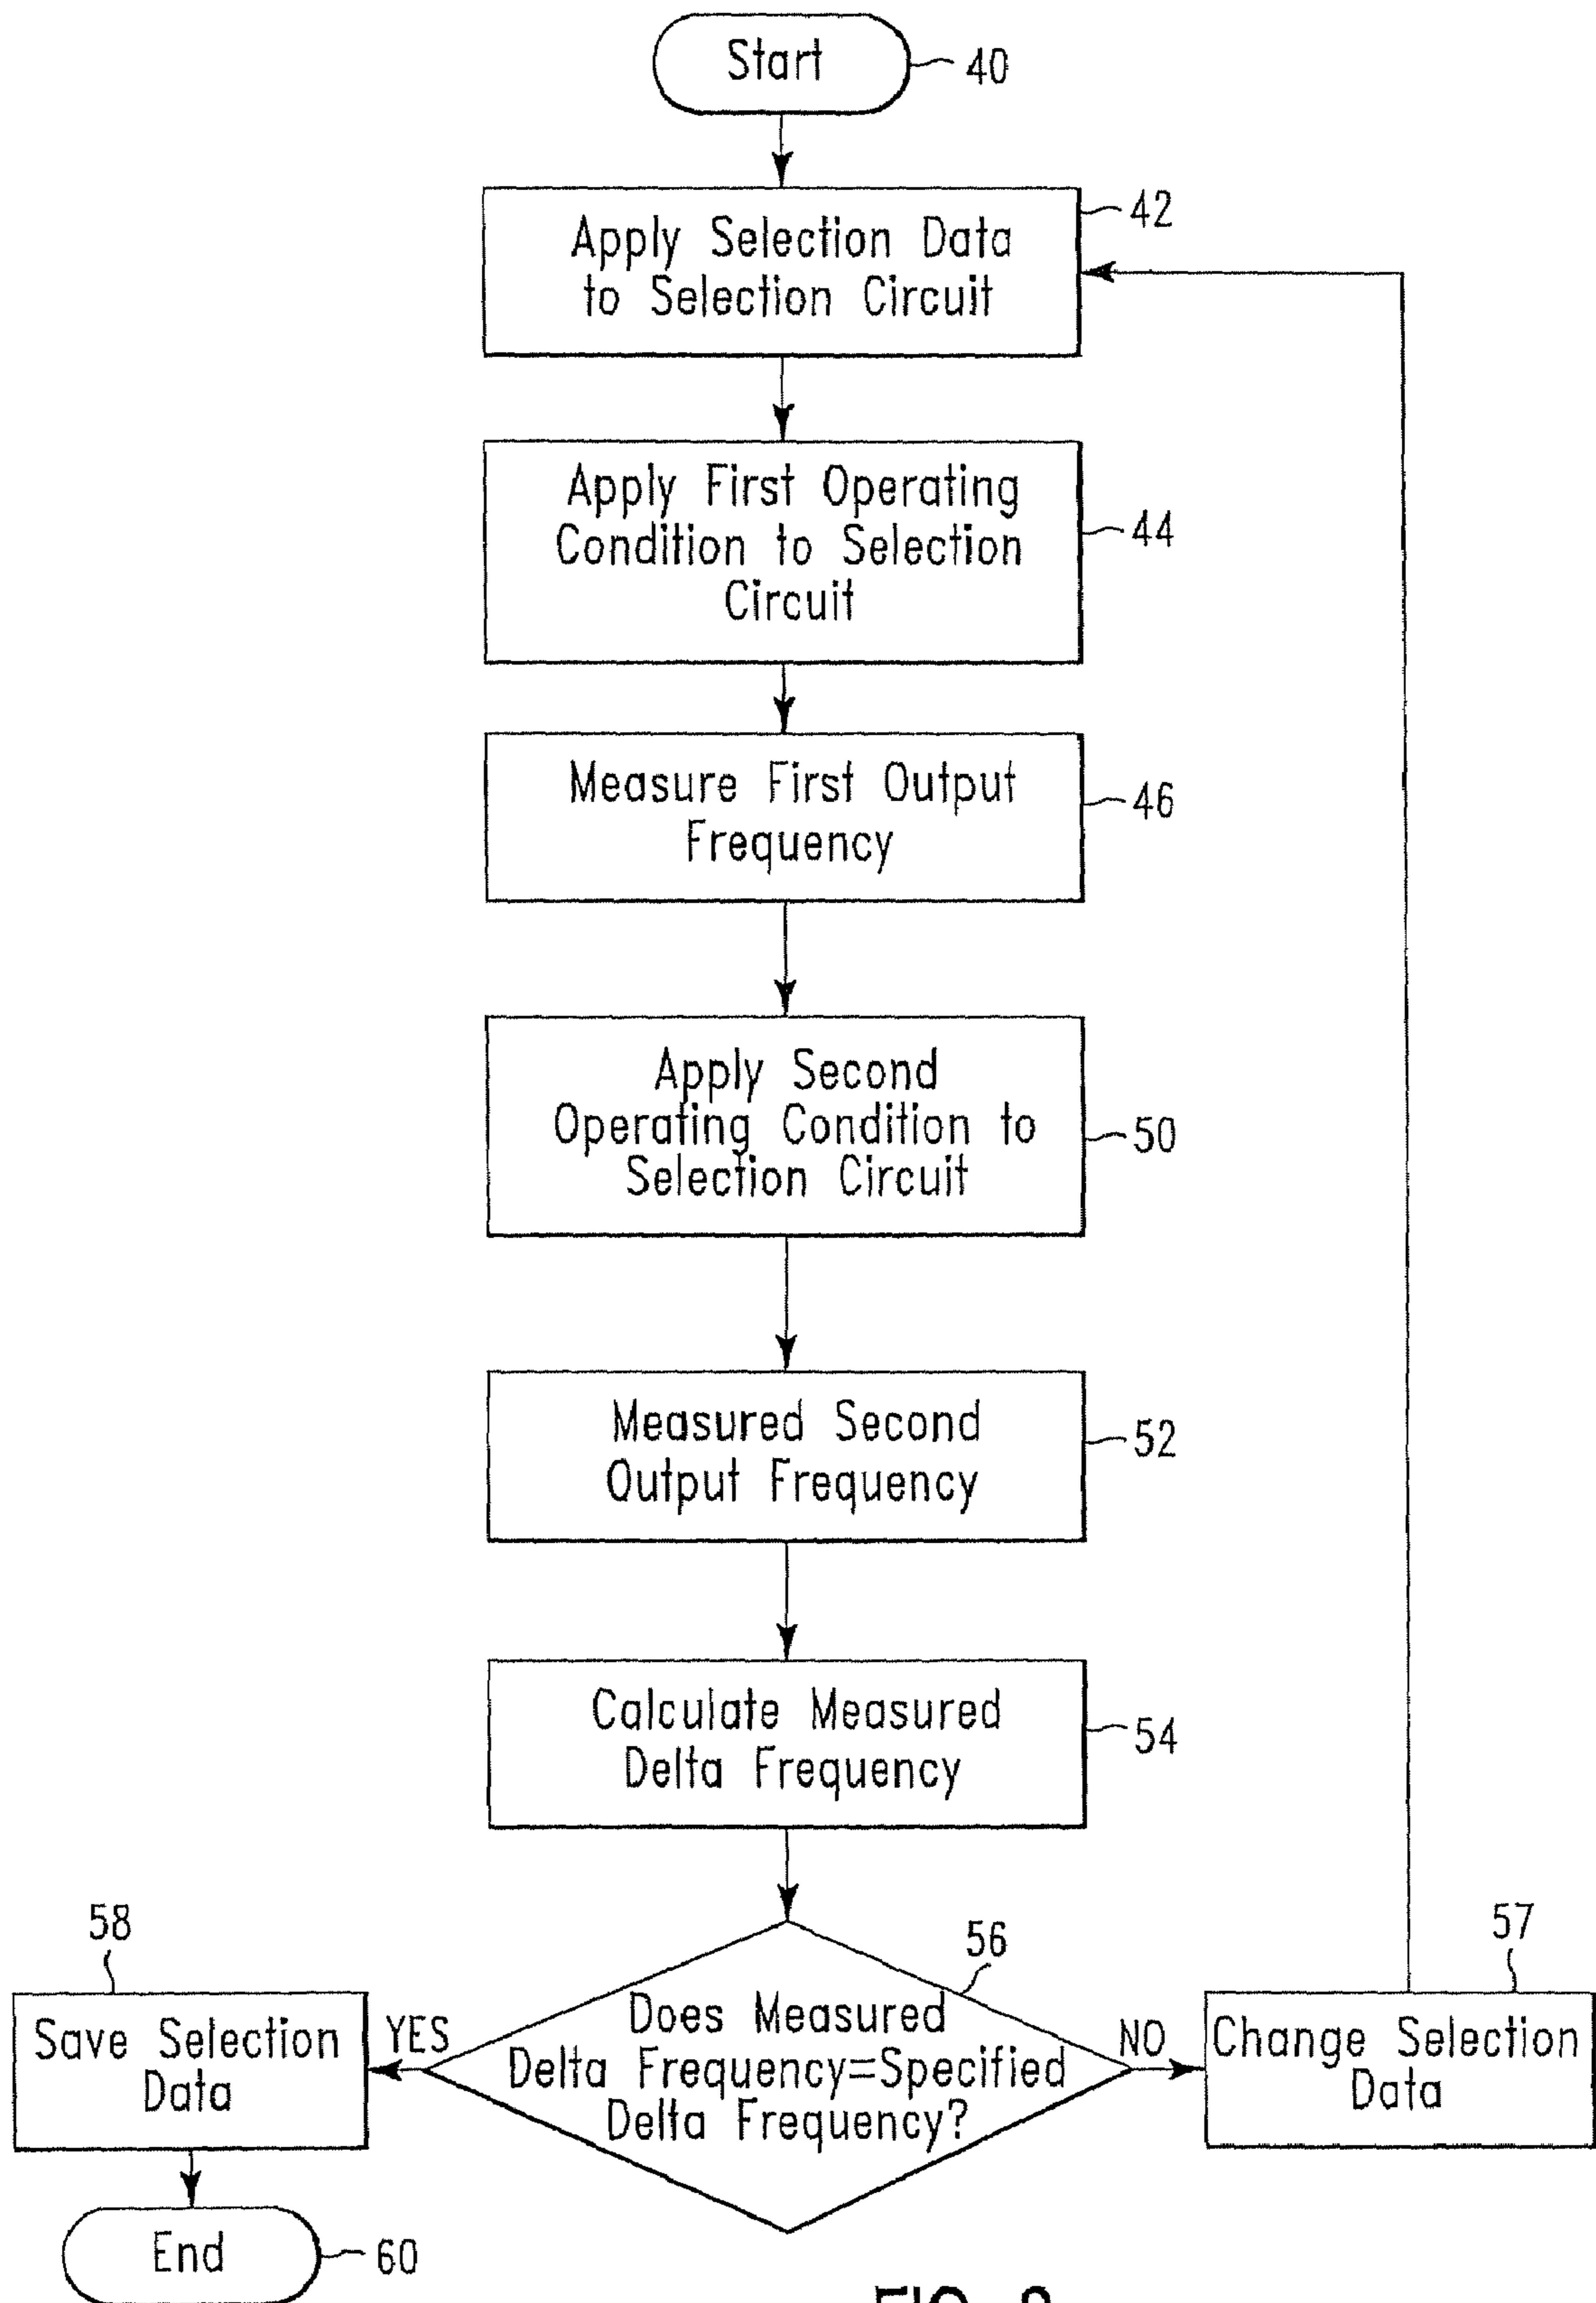 Start
40
Apply Selection Data
to Selection Circuit
42
Apply First Operating
Condition to Selection
Circuit
44
Measure First Output
Frequency
46
Apply Second
Operating Condition to
Selection Circuit
50
Measured Second
Output Frequency
52
Calculate Measured
Delta Frequency
54
58
56
57
Save Selection
Data
YES
Does Measured
Delta Frequency=Specified
Delta Frequency?
NO
Change Selection
Data
End
60